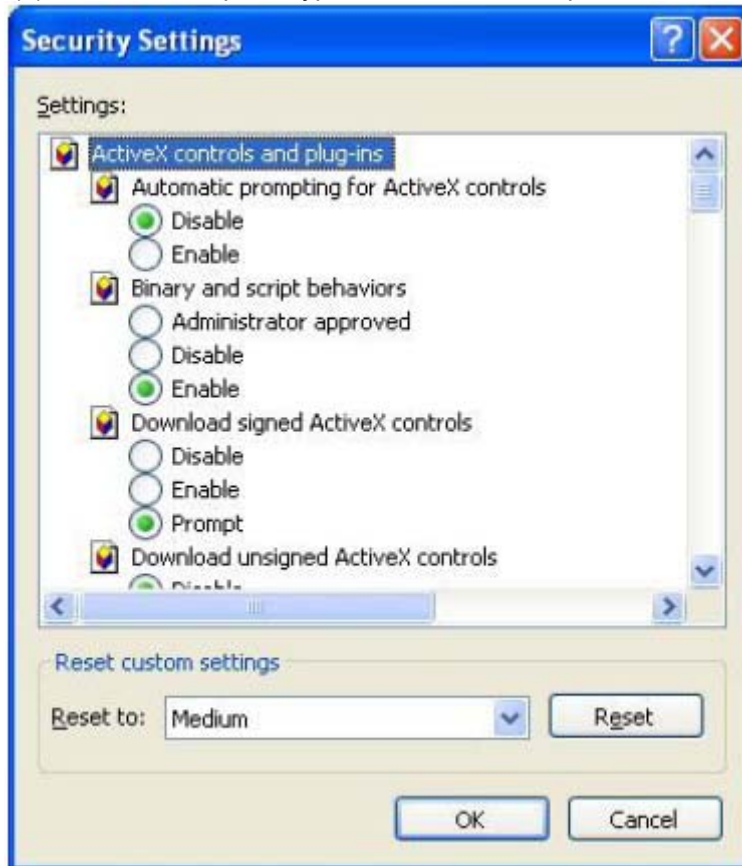 Security Settings
Settings:
ActiveX controls and plug-ins
Automatic prompting for ActiveX controls
Disable
Enable
Binary and script behaviors
Administrator approved
Disable
Enable
Download signed ActiveX controls
Disable
Enable
Prompt
Download unsigned ActiveX controls
Disable
Reset custom settings
Reset to: Medium Reset
OK Cancel